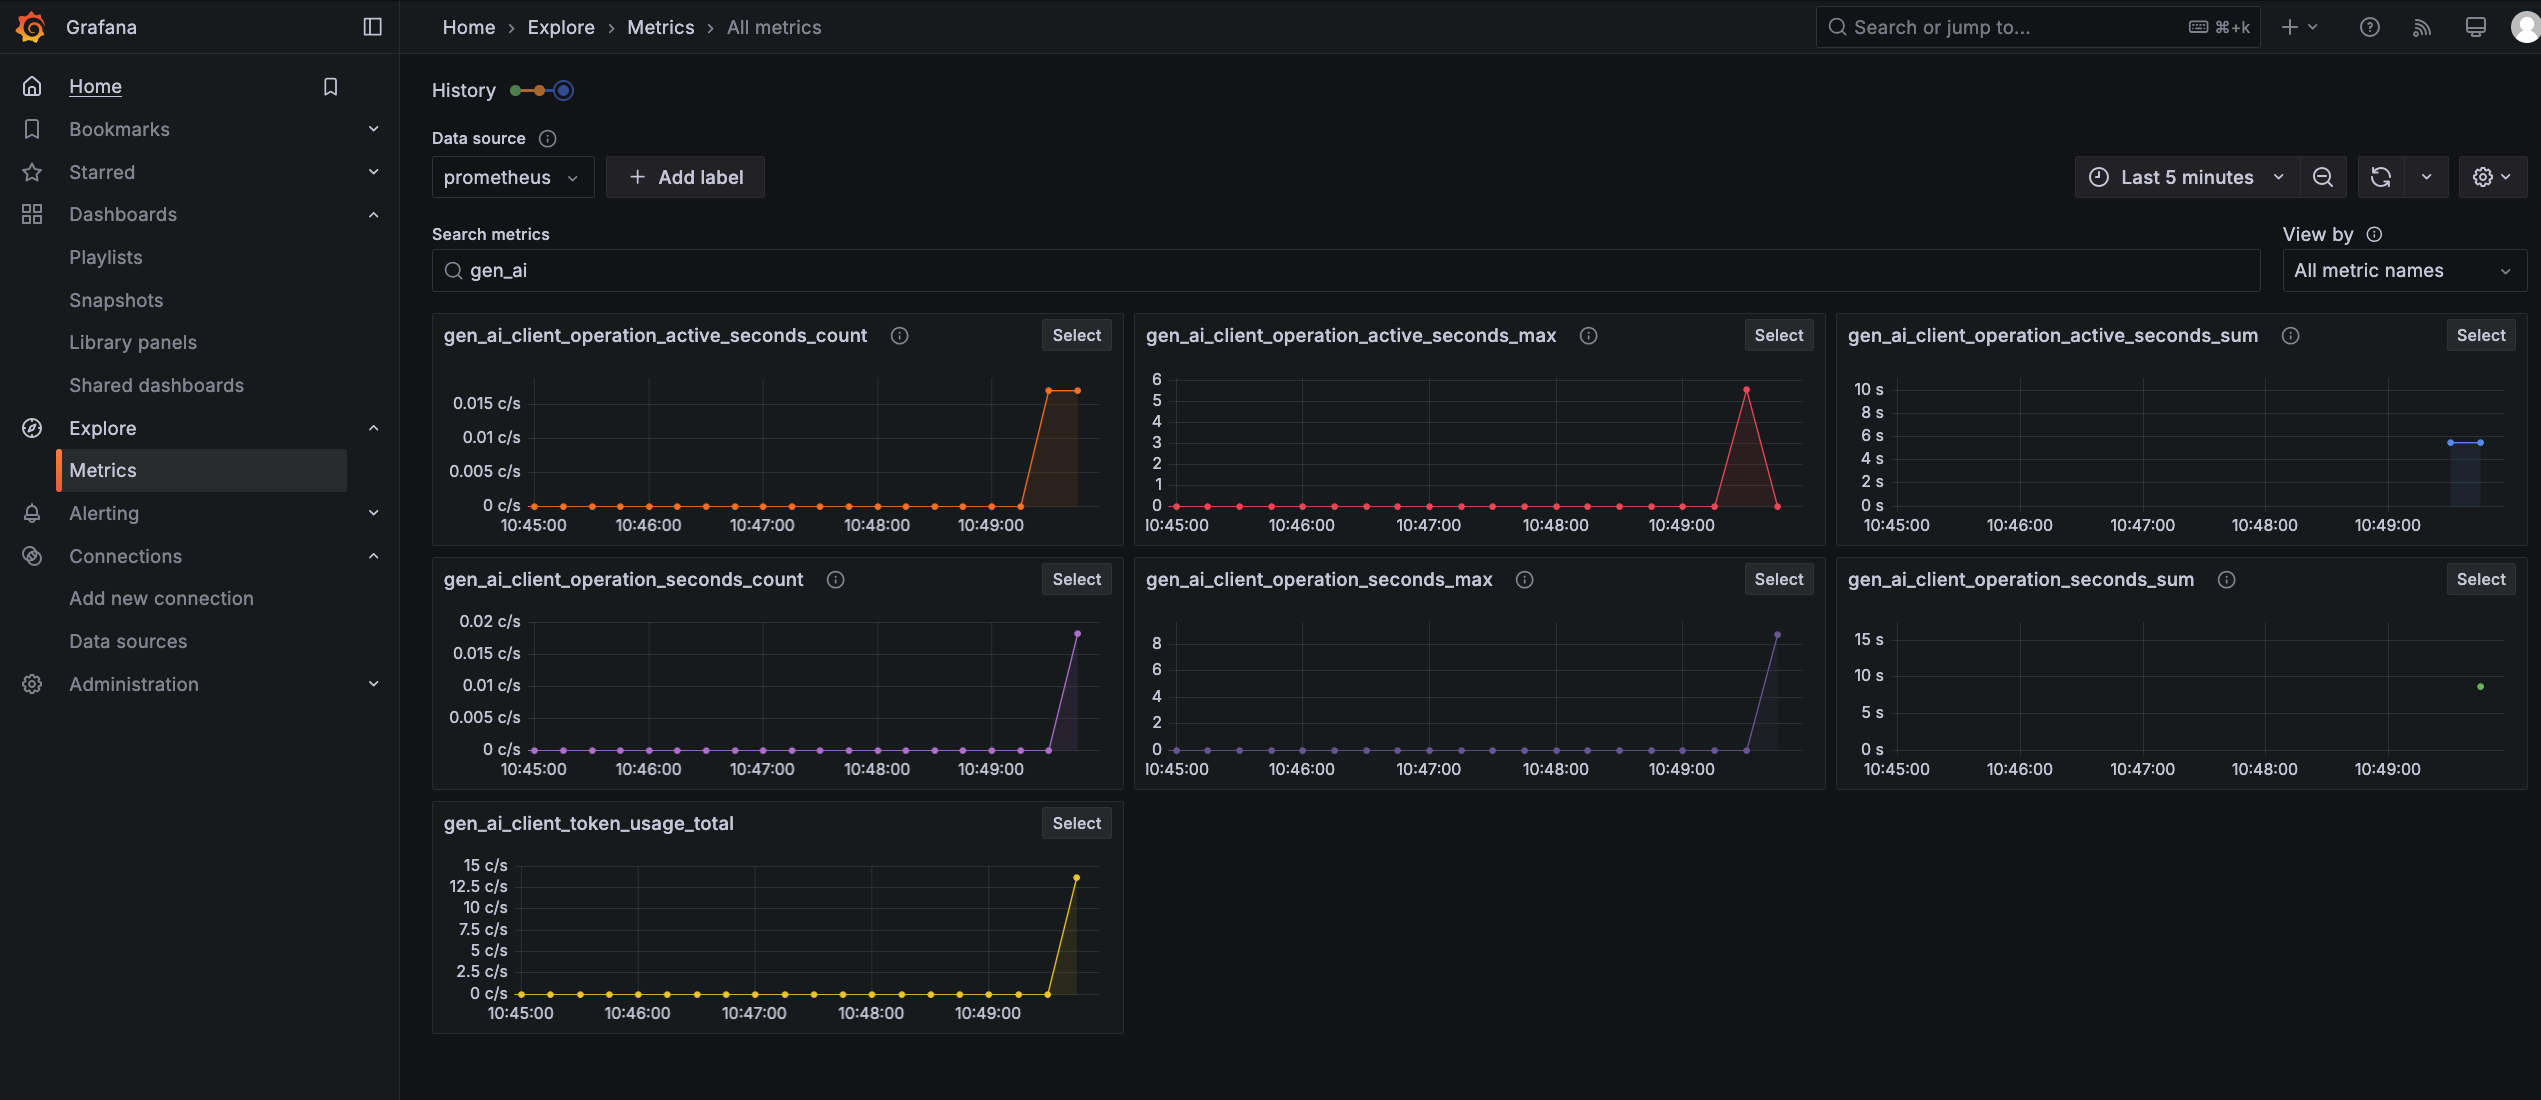 Grafana
Home › Explore › Metrics › All metrics
Search or jump to...
⌘+k
Home
Bookmarks
Starred
Dashboards
Playlists
Snapshots
Library panels
Shared dashboards
Explore
Metrics
Alerting
Connections
Add new connection
Data sources
Administration
History
Data source
prometheus
+ Add label
Last 5 minutes
Search metrics
gen_ai
View by
All metric names
gen_ai_client_operation_active_seconds_count
Select
0.015 c/s
0.01 c/s
0.005 c/s
0 c/s
10:45:00 10:46:00 10:47:00 10:48:00 10:49:00
gen_ai_client_operation_active_seconds_max
Select
6
5
4
3
2
1
0
10:45:00 10:46:00 10:47:00 10:48:00 10:49:00
gen_ai_client_operation_active_seconds_sum
Select
10 s
8 s
6 s
4 s
2 s
0 s
10:45:00 10:46:00 10:47:00 10:48:00 10:49:00
gen_ai_client_operation_seconds_count
Select
0.02 c/s
0.015 c/s
0.01 c/s
0.005 c/s
0 c/s
10:45:00 10:46:00 10:47:00 10:48:00 10:49:00
gen_ai_client_operation_seconds_max
Select
8
6
4
2
0
10:45:00 10:46:00 10:47:00 10:48:00 10:49:00
gen_ai_client_operation_seconds_sum
Select
15 s
10 s
5 s
0 s
10:45:00 10:46:00 10:47:00 10:48:00 10:49:00
gen_ai_client_token_usage_total
Select
15 c/s
12.5 c/s
10 c/s
7.5 c/s
5 c/s
2.5 c/s
0 c/s
10:45:00 10:46:00 10:47:00 10:48:00 10:49:00